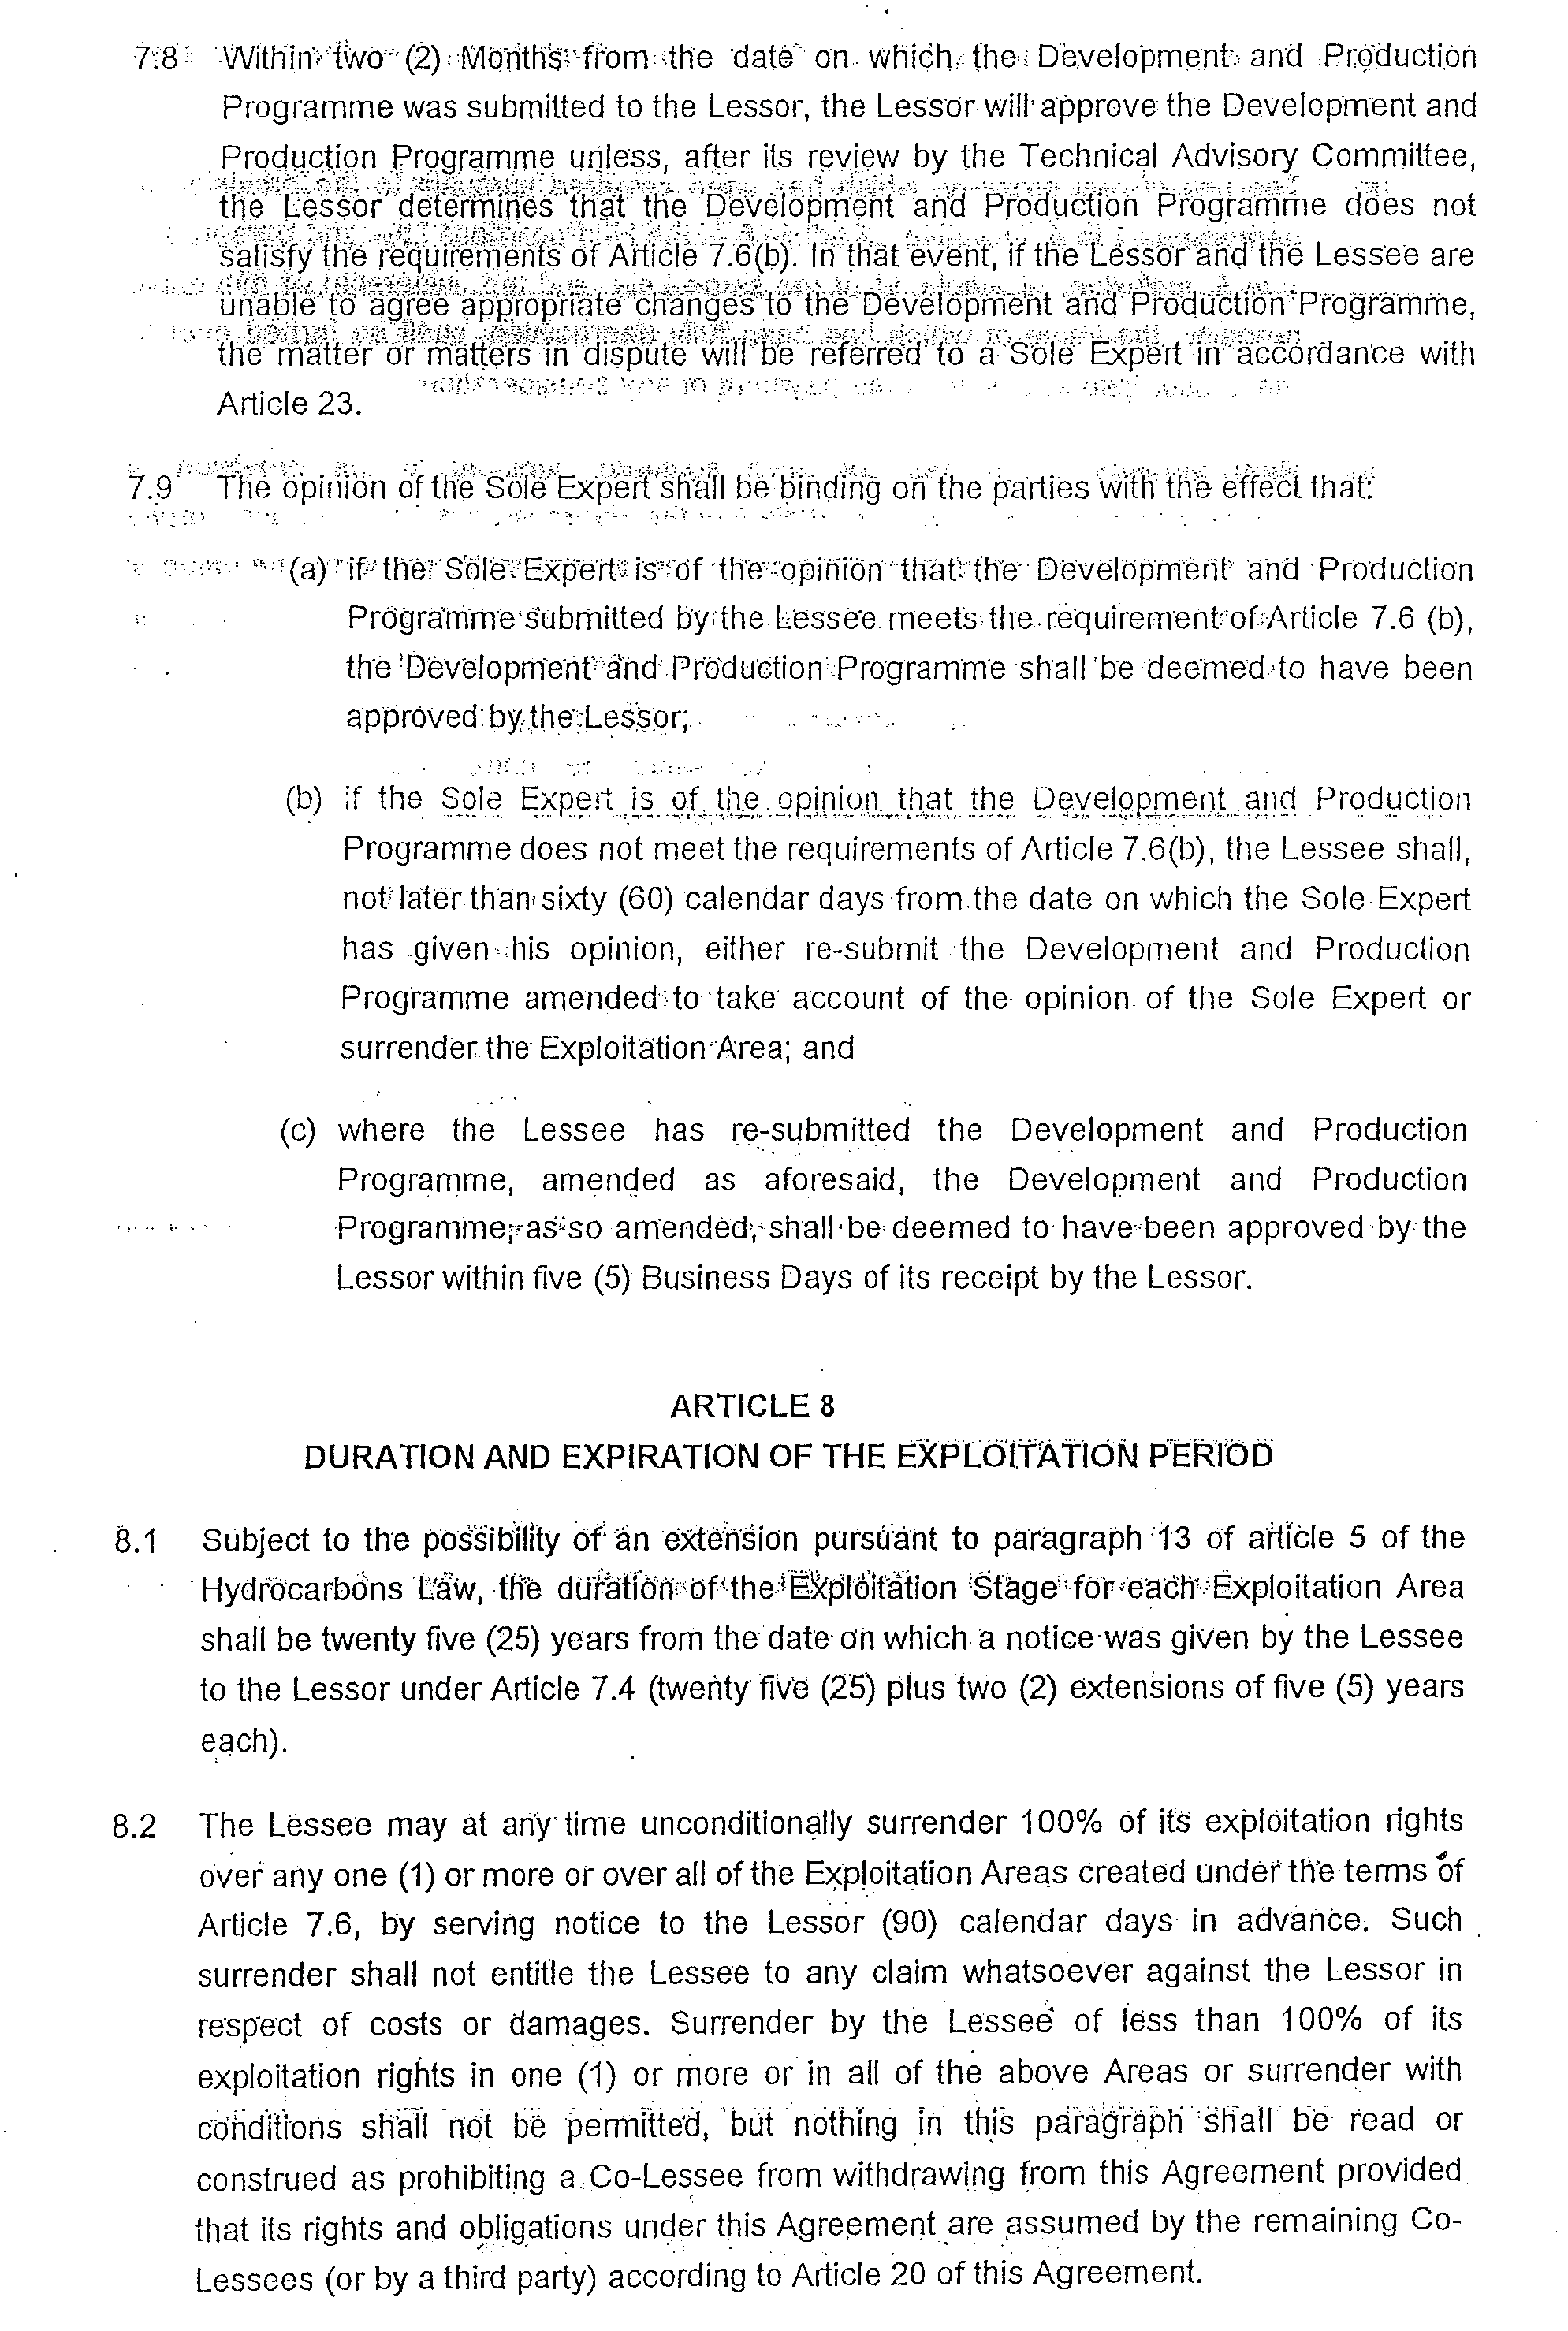 7.8 Within two (2) Months from the date on which the Development and Production
Programme was submitted to the Lessor, the Lessor will approve the Development and
Production Programme unless, after its review by the Technical Advisory Committee,
the Lessor determines that the Development and Production Programme does not
satisfy the requirements of Article 7.6(b). In that event, if the Lessor and the Lessee are
unable to agree appropriate changes to the Development and Production Programme,
the matter or matters in dispute will be referred to a Sole Expert in accordance with
Article 23.
7.9 The opinion of the Sole Expert shall be binding on the parties with the effect that:
(a) if the Sole Expert is of the opinion that the Development and Production
Programme submitted by the Lessee meets the requirement of Article 7.6 (b),
the Development and Production Programme shall be deemed to have been
approved by the Lessor;
(b) if the Sole Expert is of the opinion that the Development and Production
Programme does not meet the requirements of Article 7.6(b), the Lessee shall,
not later than sixty (60) calendar days from the date on which the Sole Expert
has given his opinion, either re-submit the Development and Production
Programme amended to take account of the opinion of the Sole Expert or
surrender the Exploitation Area; and
(c) where the Lessee has re-submitted the Development and Production
Programme, amended as aforesaid, the Development and Production
Programme, as so amended, shall be deemed to have been approved by the
Lessor within five (5) Business Days of its receipt by the Lessor.
ARTICLE 8
DURATION AND EXPIRATION OF THE EXPLOITATION PERIOD
8.1 Subject to the possibility of an extension pursuant to paragraph 13 of article 5 of the
Hydrocarbons Law, the duration of the Exploitation Stage for each Exploitation Area
shall be twenty five (25) years from the date on which a notice was given by the Lessee
to the Lessor under Article 7.4 (twenty five (25) plus two (2) extensions of five (5) years
each).
8.2 The Lessee may at any time unconditionally surrender 100% of its exploitation rights
over any one (1) or more or over all of the Exploitation Areas created under the terms of
Article 7.6, by serving notice to the Lessor (90) calendar days in advance. Such
surrender shall not entitle the Lessee to any claim whatsoever against the Lessor in
respect of costs or damages. Surrender by the Lessee of less than 100% of its
exploitation rights in one (1) or more or in all of the above Areas or surrender with
conditions shall not be permitted, but nothing in this paragraph shall be read or
construed as prohibiting a Co-Lessee from withdrawing from this Agreement provided
that its rights and obligations under this Agreement are assumed by the remaining Co-
Lessees (or by a third party) according to Article 20 of this Agreement.